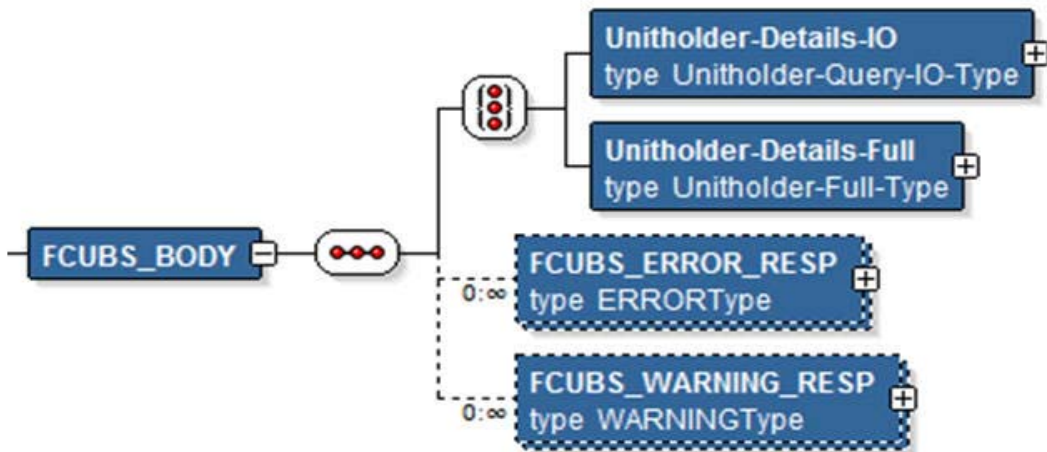 Unitholder-Details-IO
type Unitholder-Query-IO-Type
Unitholder-Details-Full
type Unitholder-Full-Type
FCUBS_BODY
FCUBS_ERROR_RESP
0:∞
type ERRORType
FCUBS_WARNING_RESP
0:∞
type WARNINGType